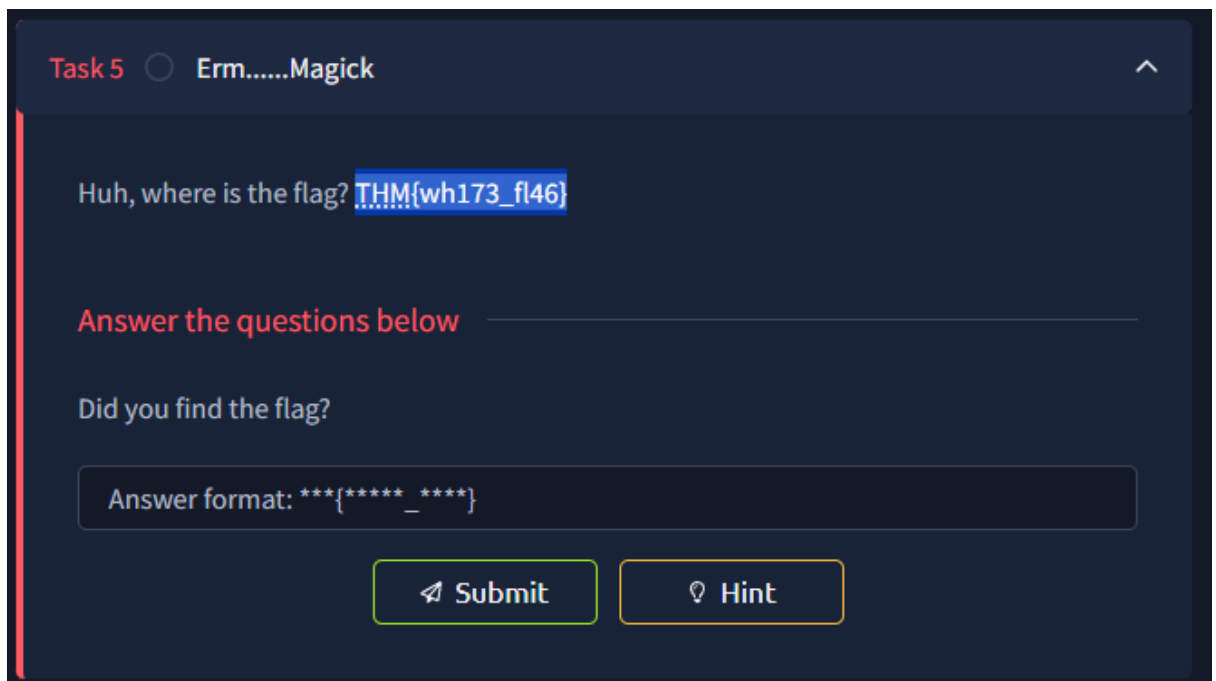 Task 5 Erm......Magick
Huh, where is the flag? THM{wh173_fl46}
Answer the questions below
Did you find the flag?
Answer format: ***{*****_****}
Submit Hint